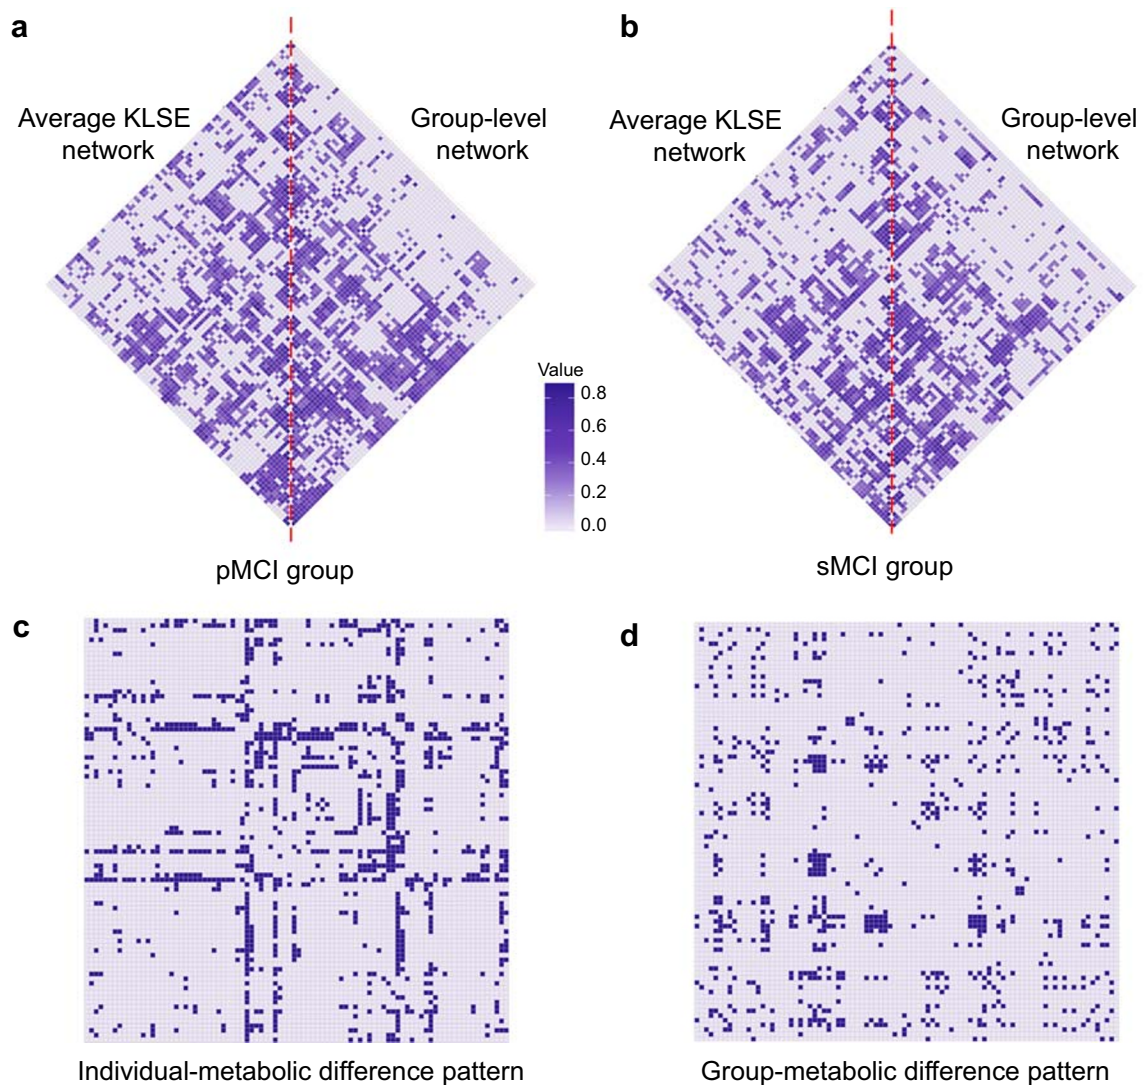 a
b
Average KLSE
network
Group-level
network
Average KLSE
network
Group-level
network
Value
0.8
0.6
0.4
0.2
0.0
pMCI group
sMCI group
c
d
Individual-metabolic difference pattern
Group-metabolic difference pattern